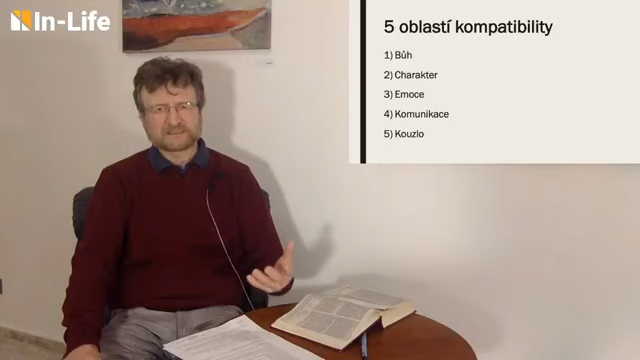 In-Life
5 oblastí kompatibility
1) Bůh
2) Charakter
3) Emoce
4) Komunikace
5) Kouzlo